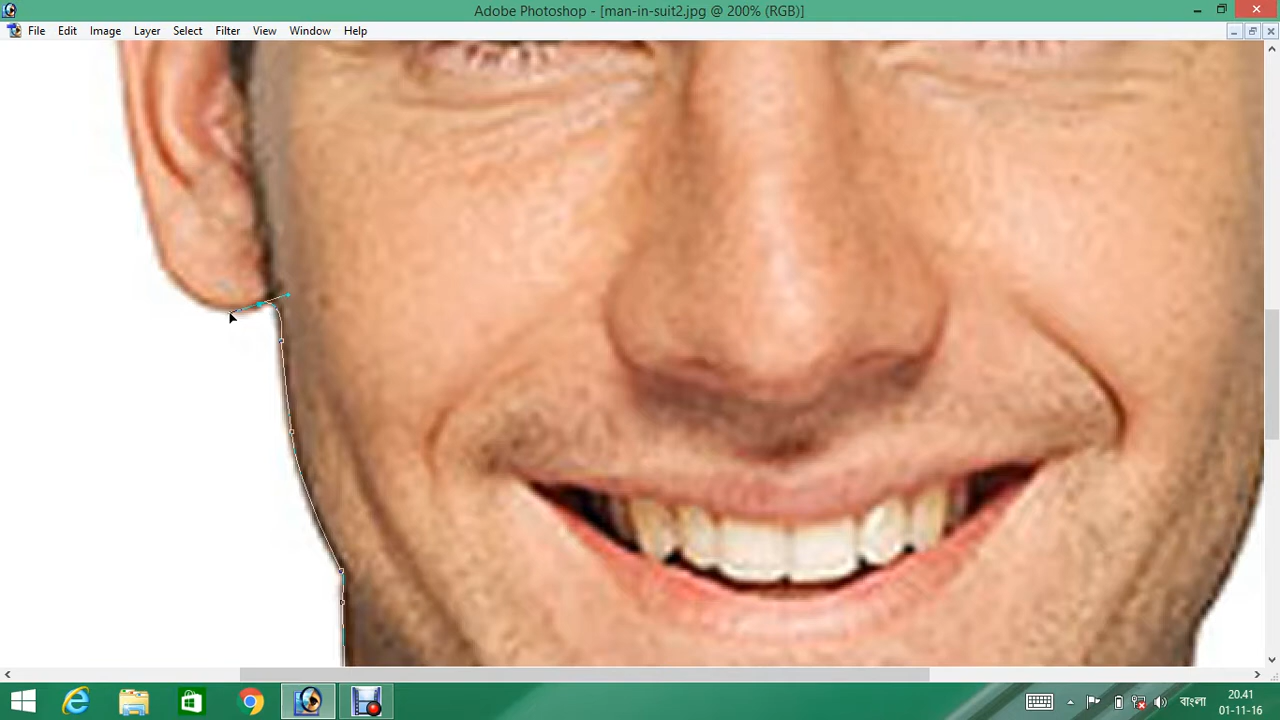 Adobe Photoshop - [man-in-suit2.jpg @ 200% (RGB)]
File Edit Image Layer Select Filter View Window Help
বাংলা
20.41
01-11-16